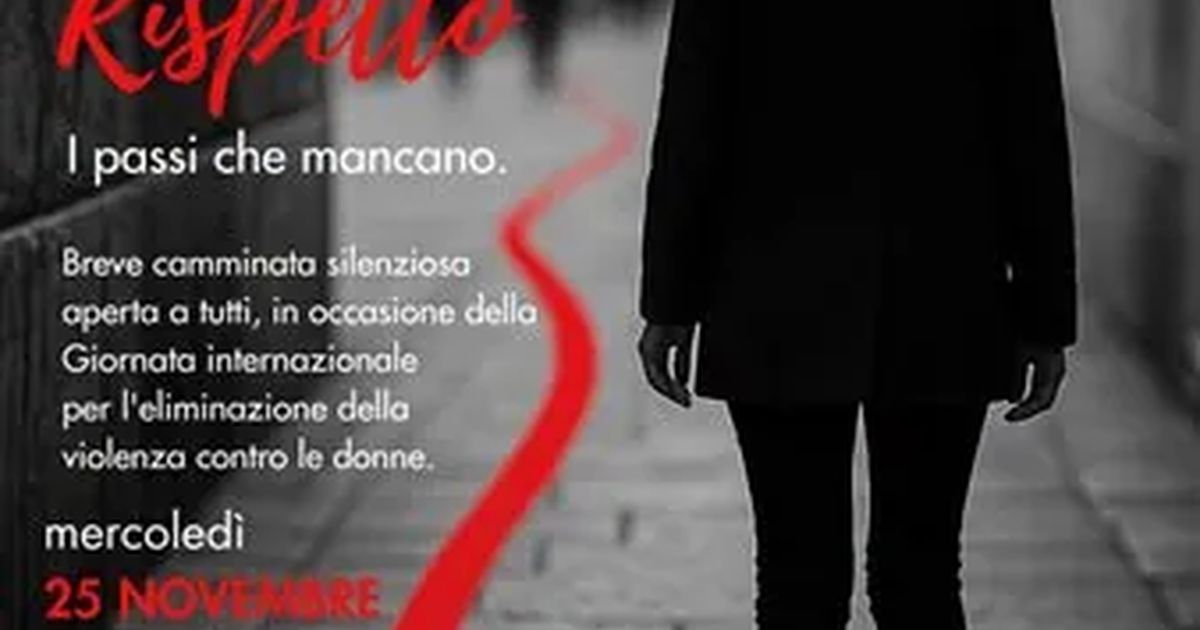 Rispetto
I passi che mancano.
Breve camminata silenziosa
aperta a tutti, in occasione della
Giornata internazionale
per l'eliminazione della
violenza contro le donne.
mercoledì
25 NOVEMBRE